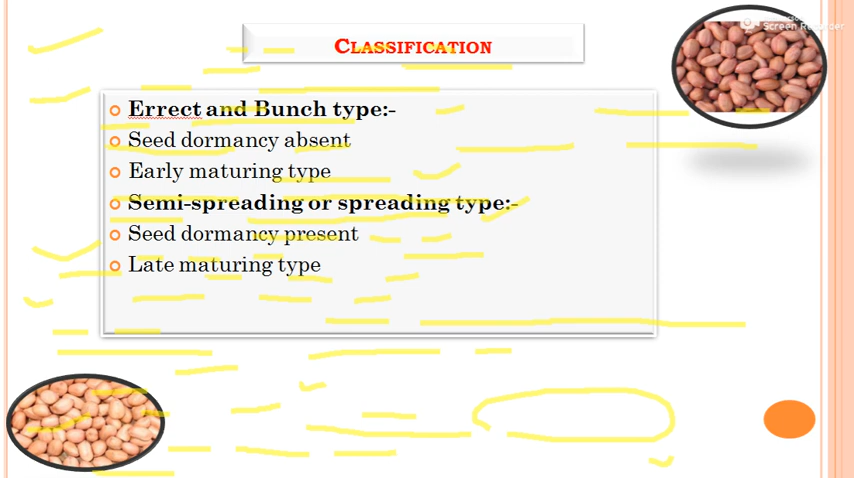 CLASSIFICATION
Screen Recorder
Errect and Bunch type:-
Seed dormancy absent
Early maturing type
Semi-spreading or spreading type:-
Seed dormancy present
Late maturing type